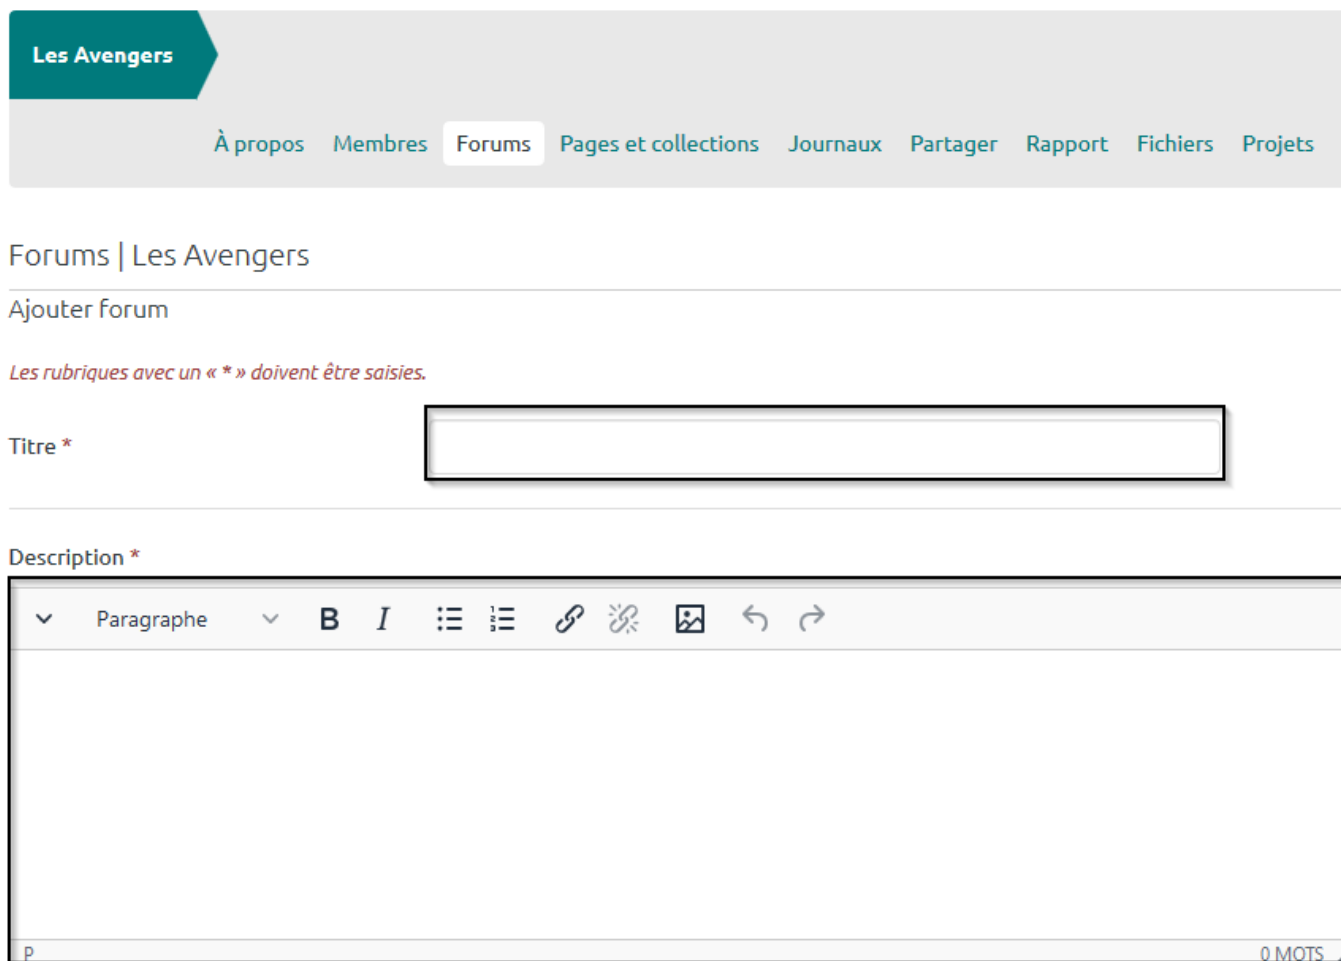 Les Avengers
À propos Membres Forums Pages et collections Journaux Partager Rapport Fichiers Projets
Forums | Les Avengers
Ajouter forum
Les rubriques avec un « * » doivent être saisies.
Titre *
Description *
Paragraphe B I
P 0 MOTS